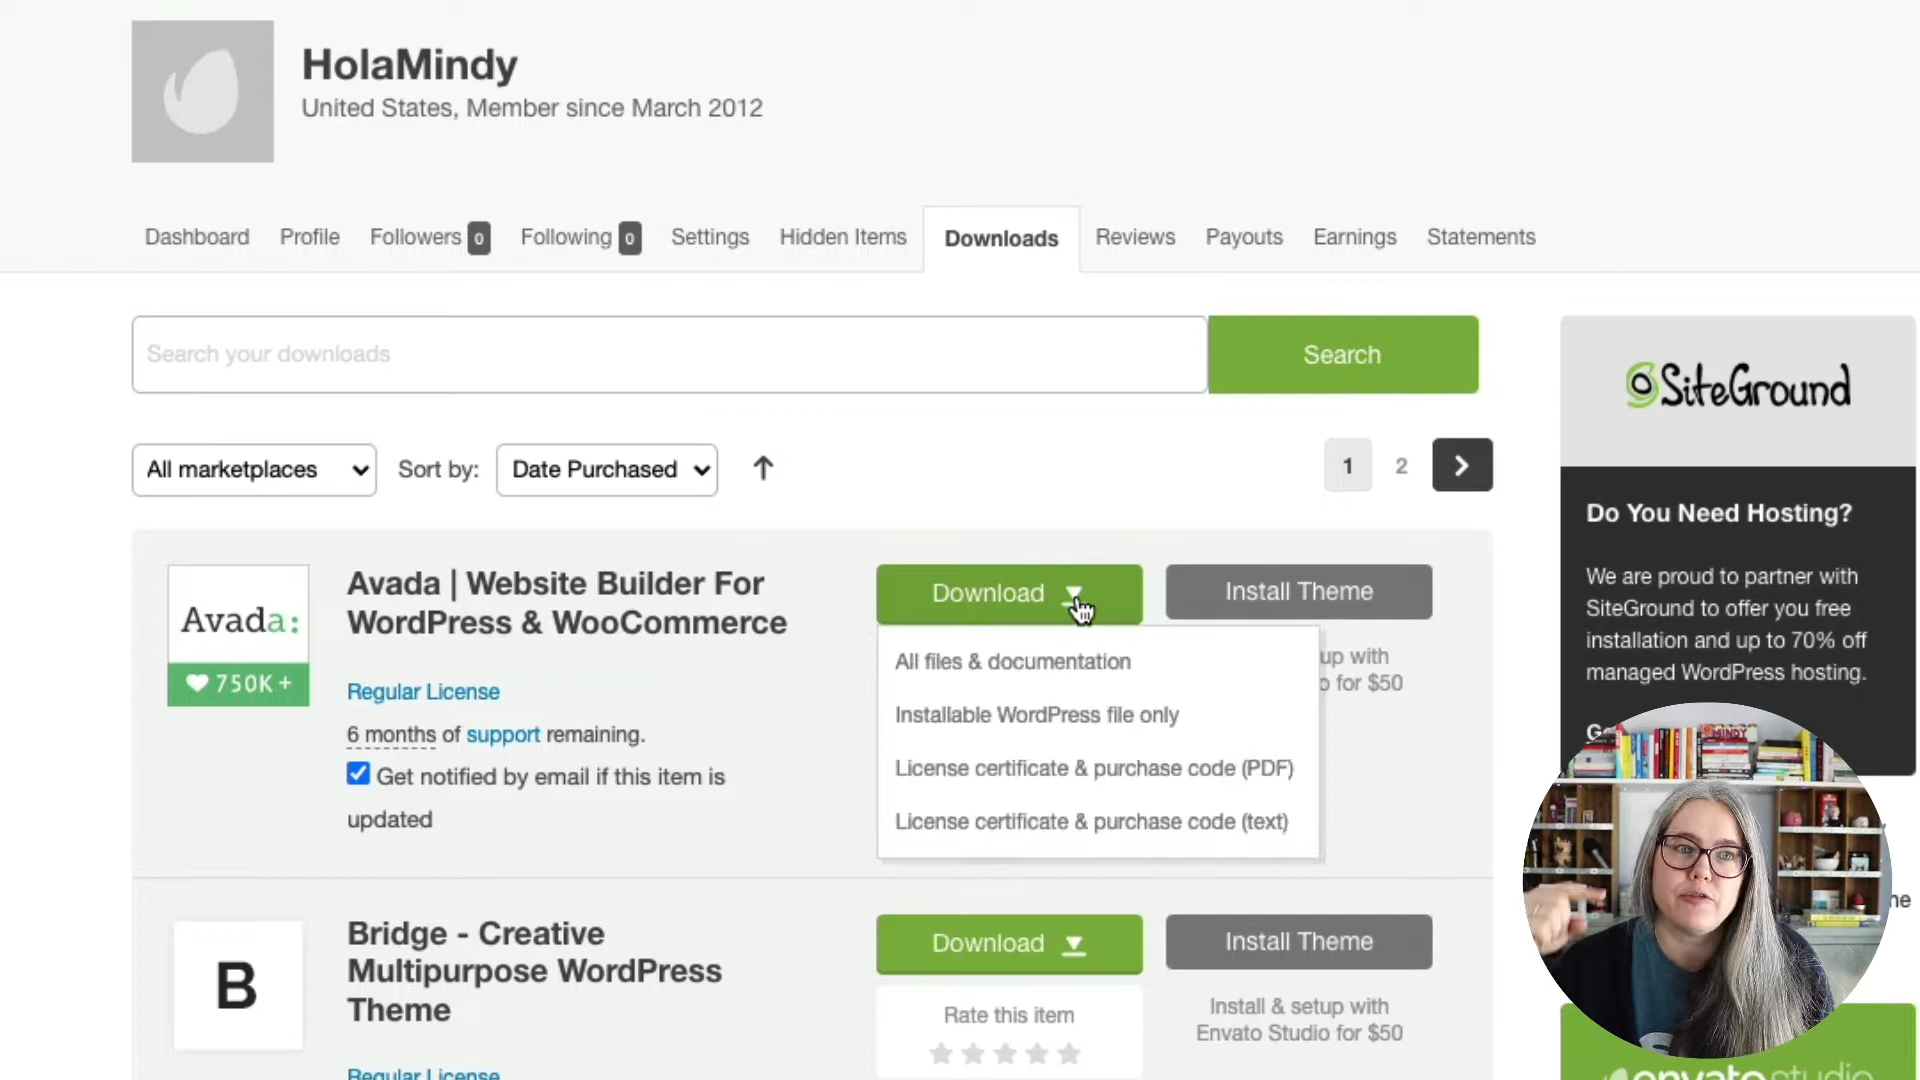 HolaMindy
United States, Member since March 2012
Dashboard Profile Followers 0 Following 0 Settings Hidden Items Downloads Reviews Payouts Earnings Statements
Search your downloads
Search
SiteGround
All marketplaces
Sort by:
Date Purchased
1
2
Do You Need Hosting?
We are proud to partner with
SiteGround to offer you free
installation and up to 70% off
managed WordPress hosting.
Avada:
750K +
Avada | Website Builder For
WordPress & WooCommerce
Regular License
6 months of support remaining.
Get notified by email if this item is
updated
Download
All files & documentation
Installable WordPress file only
License certificate & purchase code (PDF)
License certificate & purchase code (text)
Install Theme
up with
o for $50
MINDY
B
Bridge - Creative
Multipurpose WordPress
Theme
Regular License
Download
Rate this item
Install Theme
Install & setup with
Envato Studio for $50
envato studio